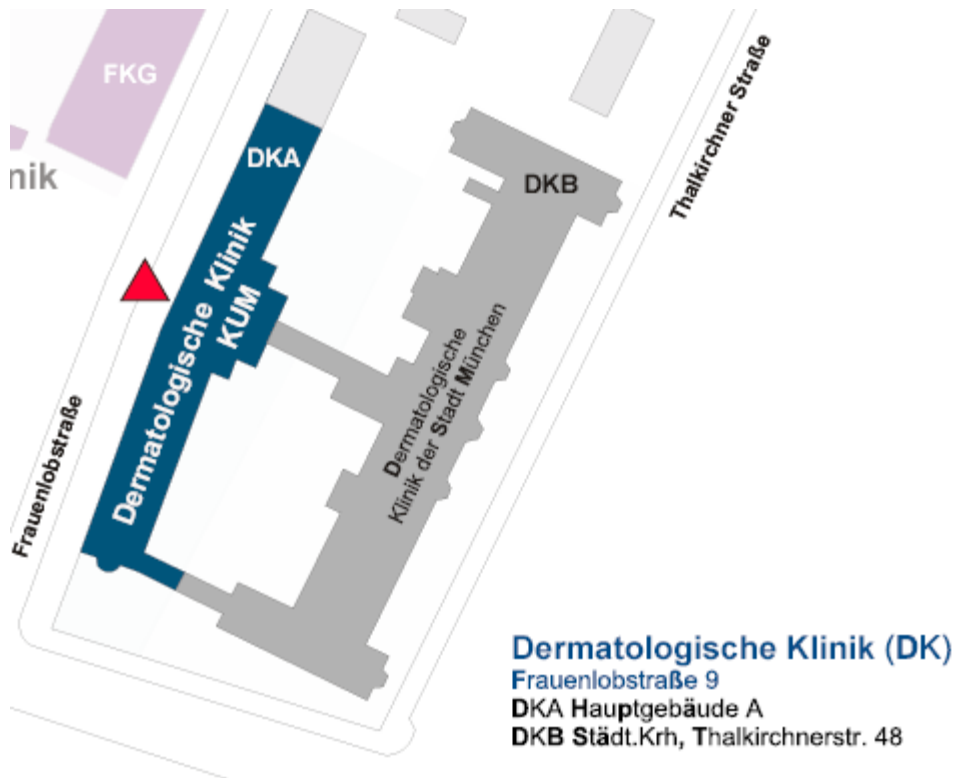 FKG
nik
DKA
DKB
Thalkirchner Straße
Dermatologische Klinik
KUM
Dermatologische
Klinik der Stadt München
Frauenlobstraße
Dermatologische Klinik (DK)
Frauenlobstraße 9
DKA Hauptgebäude A
DKB Städt.Krh, Thalkirchnerstr. 48